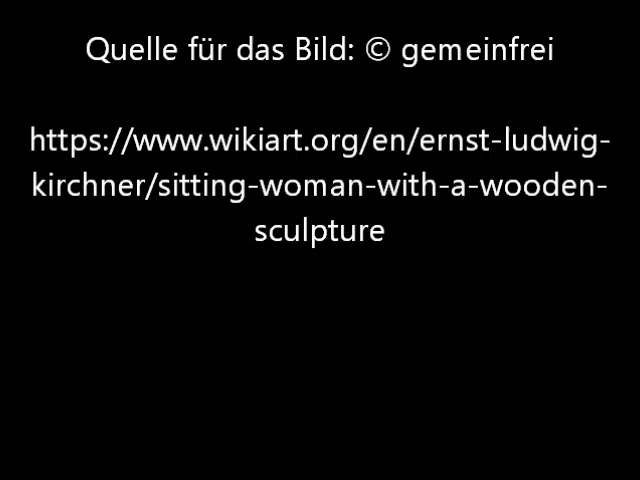 Quelle für das Bild: © gemeinfrei
https://www.wikiart.org/en/ernst-ludwig-
kirchner/sitting-woman-with-a-wooden-
sculpture